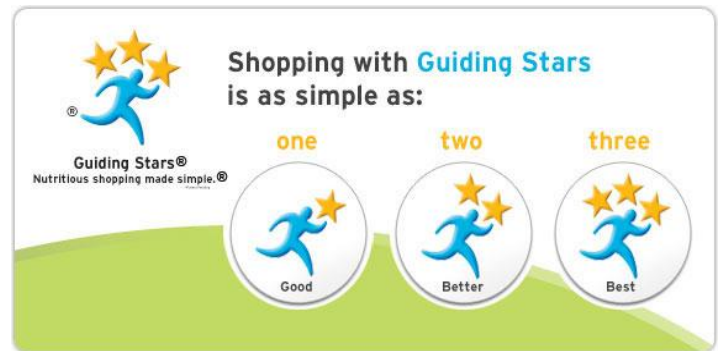 Shopping with Guiding Stars
is as simple as:
®
Guiding Stars®
Nutritious shopping made simple.®
one
two
three
Good
Better
Best